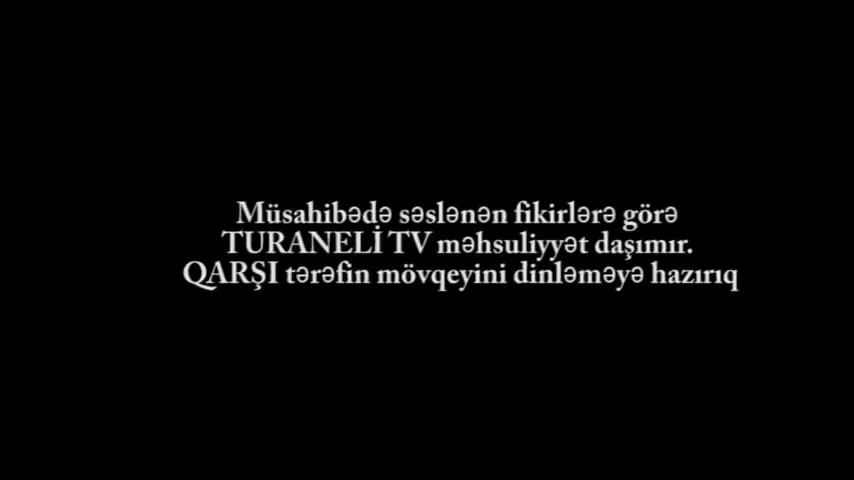 Müsahibədə səslənən fikirlərə görə
TURANELİ TV məhsuliyyət daşımır.
QARŞI tərəfin mövqeyini dinləməyə hazırıq